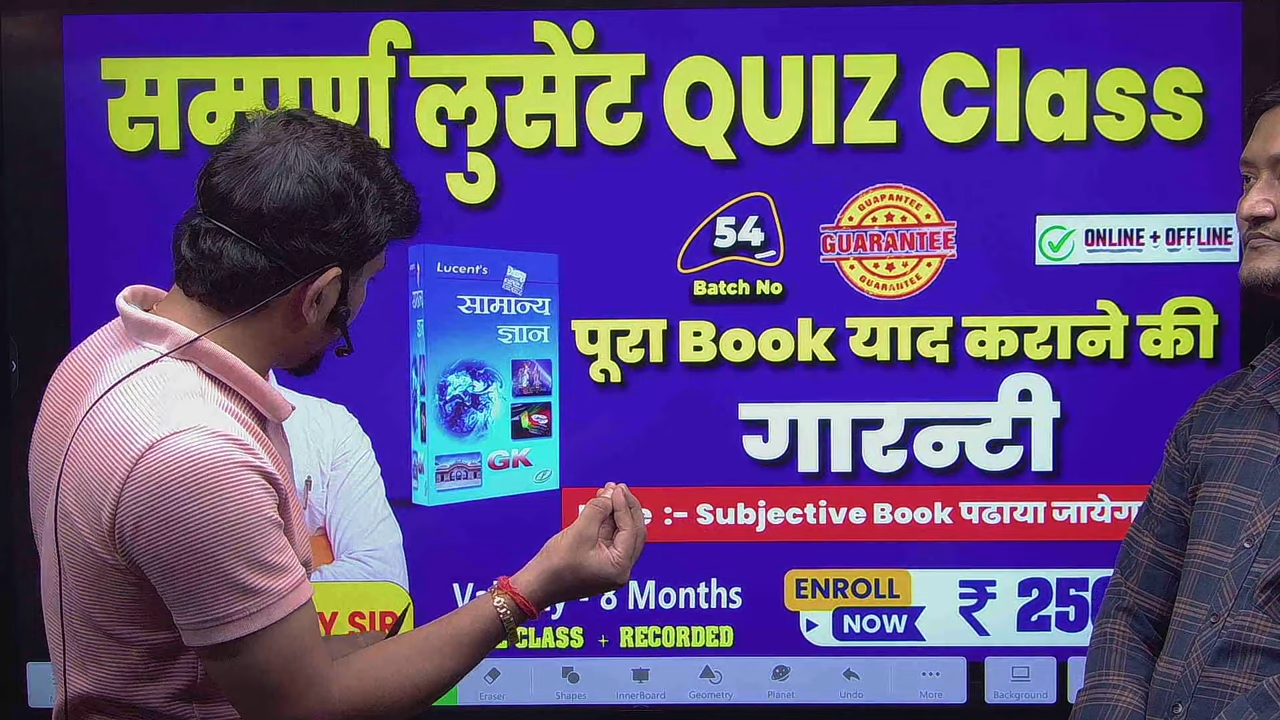 लुसेंट QUIZ Class
54
Batch No
GUARANTEE
GUARANTEE
ONLINE + OFFLINE
Lucent's
सामान्य
ज्ञान
GK
पूरा Book याद कराने की
गारन्टी
:- Subjective Book पढाया
8 Months
CLASS + RECORDED
ENROLL
NOW
₹
SIR
Eraser
Shapes
InnerBoard
Geometry
Planet
Undo
More
Background